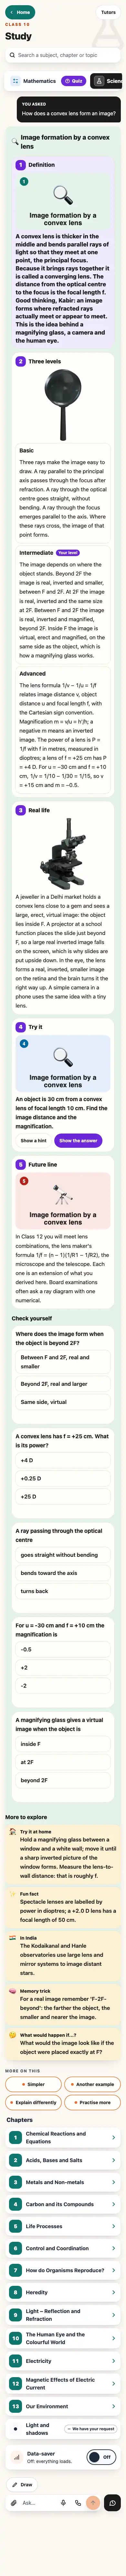 ‹ Home
Tutors
CLASS 10
Study
Search a subject, chapter or topic
Mathematics
Quiz
Scien
YOU ASKED
How does a convex lens form an image?
Image formation by a convex
lens
1 Definition
1
Image formation by a
convex lens
A convex lens is thicker in the
middle and bends parallel rays of
light so that they meet at one
point, the principal focus.
Because it brings rays together it
is called a converging lens. The
distance from the optical centre
to the focus is the focal length f.
Good thinking, Kabir: an image
forms where refracted rays
actually meet or appear to meet.
This is the idea behind a
magnifying glass, a camera and
the human eye.
2 Three levels
Basic
Three rays make the image easy to
draw. A ray parallel to the principal
axis passes through the focus after
refraction. A ray through the optical
centre goes straight, without
bending. A ray through the focus
emerges parallel to the axis. Where
two of these rays cross, the image of
that point forms.
Intermediate Your level
The image depends on where the
object stands. Beyond 2F the
image is real, inverted and smaller,
between F and 2F. At 2F the image
is real, inverted and the same size
at 2F. Between F and 2F the image
is real, inverted and magnified,
beyond 2F. Inside F the image is
virtual, erect and magnified, on the
same side as the object, which is
how a magnifying glass works.
Advanced
The lens formula 1/v − 1/u = 1/f
relates image distance v, object
distance u and focal length f, with
the Cartesian sign convention.
Magnification m = v/u = h'/h; a
negative m means an inverted
image. The power of a lens is P =
1/f with f in metres, measured in
dioptres; a lens of f = +25 cm has P
= +4 D. For u = −30 cm and f = +10
cm, 1/v = 1/10 − 1/30 = 1/15, so v
= +15 cm and m = −0.5.
3 Real life
A jeweller in a Delhi market holds a
convex lens close to a gem and sees a
large, erect, virtual image: the object
lies inside F. A projector at a school
function places the slide just beyond
F, and a large real inverted image falls
on the screen, which is why the slide is
put upside down. In the eye, the lens
forms a real, inverted, smaller image on
the retina and the brain turns it the
right way up. A single convex lens does
it only once.
4 Try it
4
Image formation by a
convex lens
An object is 30 cm from a convex
lens of focal length 10 cm. Find the
image distance and the
magnification.
Show a hint
Show the answer
5 Future line
5
Image formation by a
convex lens
In Class 12 you will meet lens
combinations, the lens maker's
formula 1/f = (n − 1)(1/R1 − 1/R2), the
microscope and the telescope. Each
lens is an element of those derived
here. Board examinations
often ask a ray diagram with one
numerical.
Check yourself
Where does the image form when
the object is beyond 2F?
Between F and 2F, real and
smaller
Beyond 2F, real and larger
Same side, virtual
A convex lens has f = +25 cm. What
is its power?
+4 D
+0.25 D
+25 D
A ray passing through the optical
centre
goes straight without bending
bends toward the axis
turns back
For u = −30 cm and f = +10 cm the
magnification is
-0.5
+2
-2
A magnifying glass gives a virtual
image when the object is
inside F
at 2F
beyond 2F
More to explore
Try it at home
Hold a magnifying glass between a
window and a white wall; move it until
a sharp inverted picture of the
window forms. Measure the lens-to-
wall distance: that is roughly f.
Fun fact
Spectacle lenses are labelled by
power in dioptres; a +2.0 D lens has a
focal length of 50 cm.
In India
The Kodaikanal and Hanle
observatories use large lens and
mirror systems to image distant
stars.
Memory trick
For a real image remember 'F-2F-
beyond': the farther the object, the
smaller and nearer the image.
What would happen if...?
What would the image look like if the
object were placed exactly at F?
MORE ON THIS
Simpler
Another example
Explain differently
Practise more
Chapters
1 Chemical Reactions and
Equations
2 Acids, Bases and Salts
3 Metals and Non-metals
4 Carbon and its Compounds
5 Life Processes
6 Control and Coordination
7 How do Organisms Reproduce?
8 Heredity
9 Light – Reflection and
Refraction
10 The Human Eye and the
Colourful World
11 Electricity
12 Magnetic Effects of Electric
Current
13 Our Environment
Light and
shadows
We have your request
Data-saver
Off: everything loads.
Off
Draw
Ask...